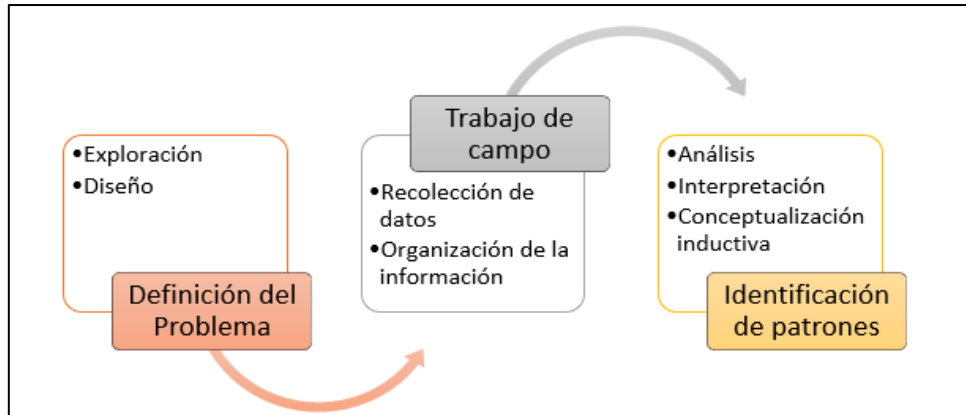 •Exploración
•Diseño
Definición del
Problema
Trabajo de
campo
•Recolección de
datos
•Organización de la
información
•Análisis
•Interpretación
•Conceptualización
inductiva
Identificación
de patrones